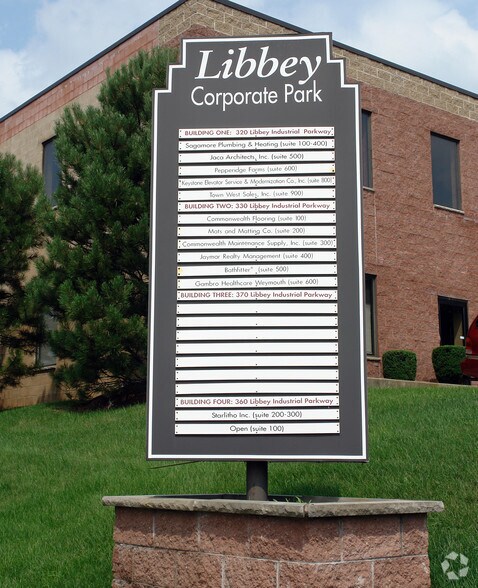 Libbey
Corporate Park
BUILDING ONE: 320 Libbey Industrial Parkway
Sagamore Plumbing & Heating (suite 100-400)
Jaca Architects, Inc. (suite 500)
Pepperidge Farms (suite 600)
Keystone Elevator Service & Modernization Co. Inc (suite 800)
Town West Sales, Inc. (suite 900)
BUILDING TWO: 330 Libbey Industrial Parkway
Commonwealth Flooring (suite 100)
Mats and Matting Co. (suite 200)
Commonwealth Maintenance Supply, Inc. (suite 300)
Jaymar Realty Management (suite 400)
Bathfitter (suite 500)
Gambro Healthcare Weymouth (suite 600)
BUILDING THREE: 370 Libbey Industrial Parkway
BUILDING FOUR: 360 Libbey Industrial Parkway
Starlitho Inc. (suite 200-300)
Open (suite 100)